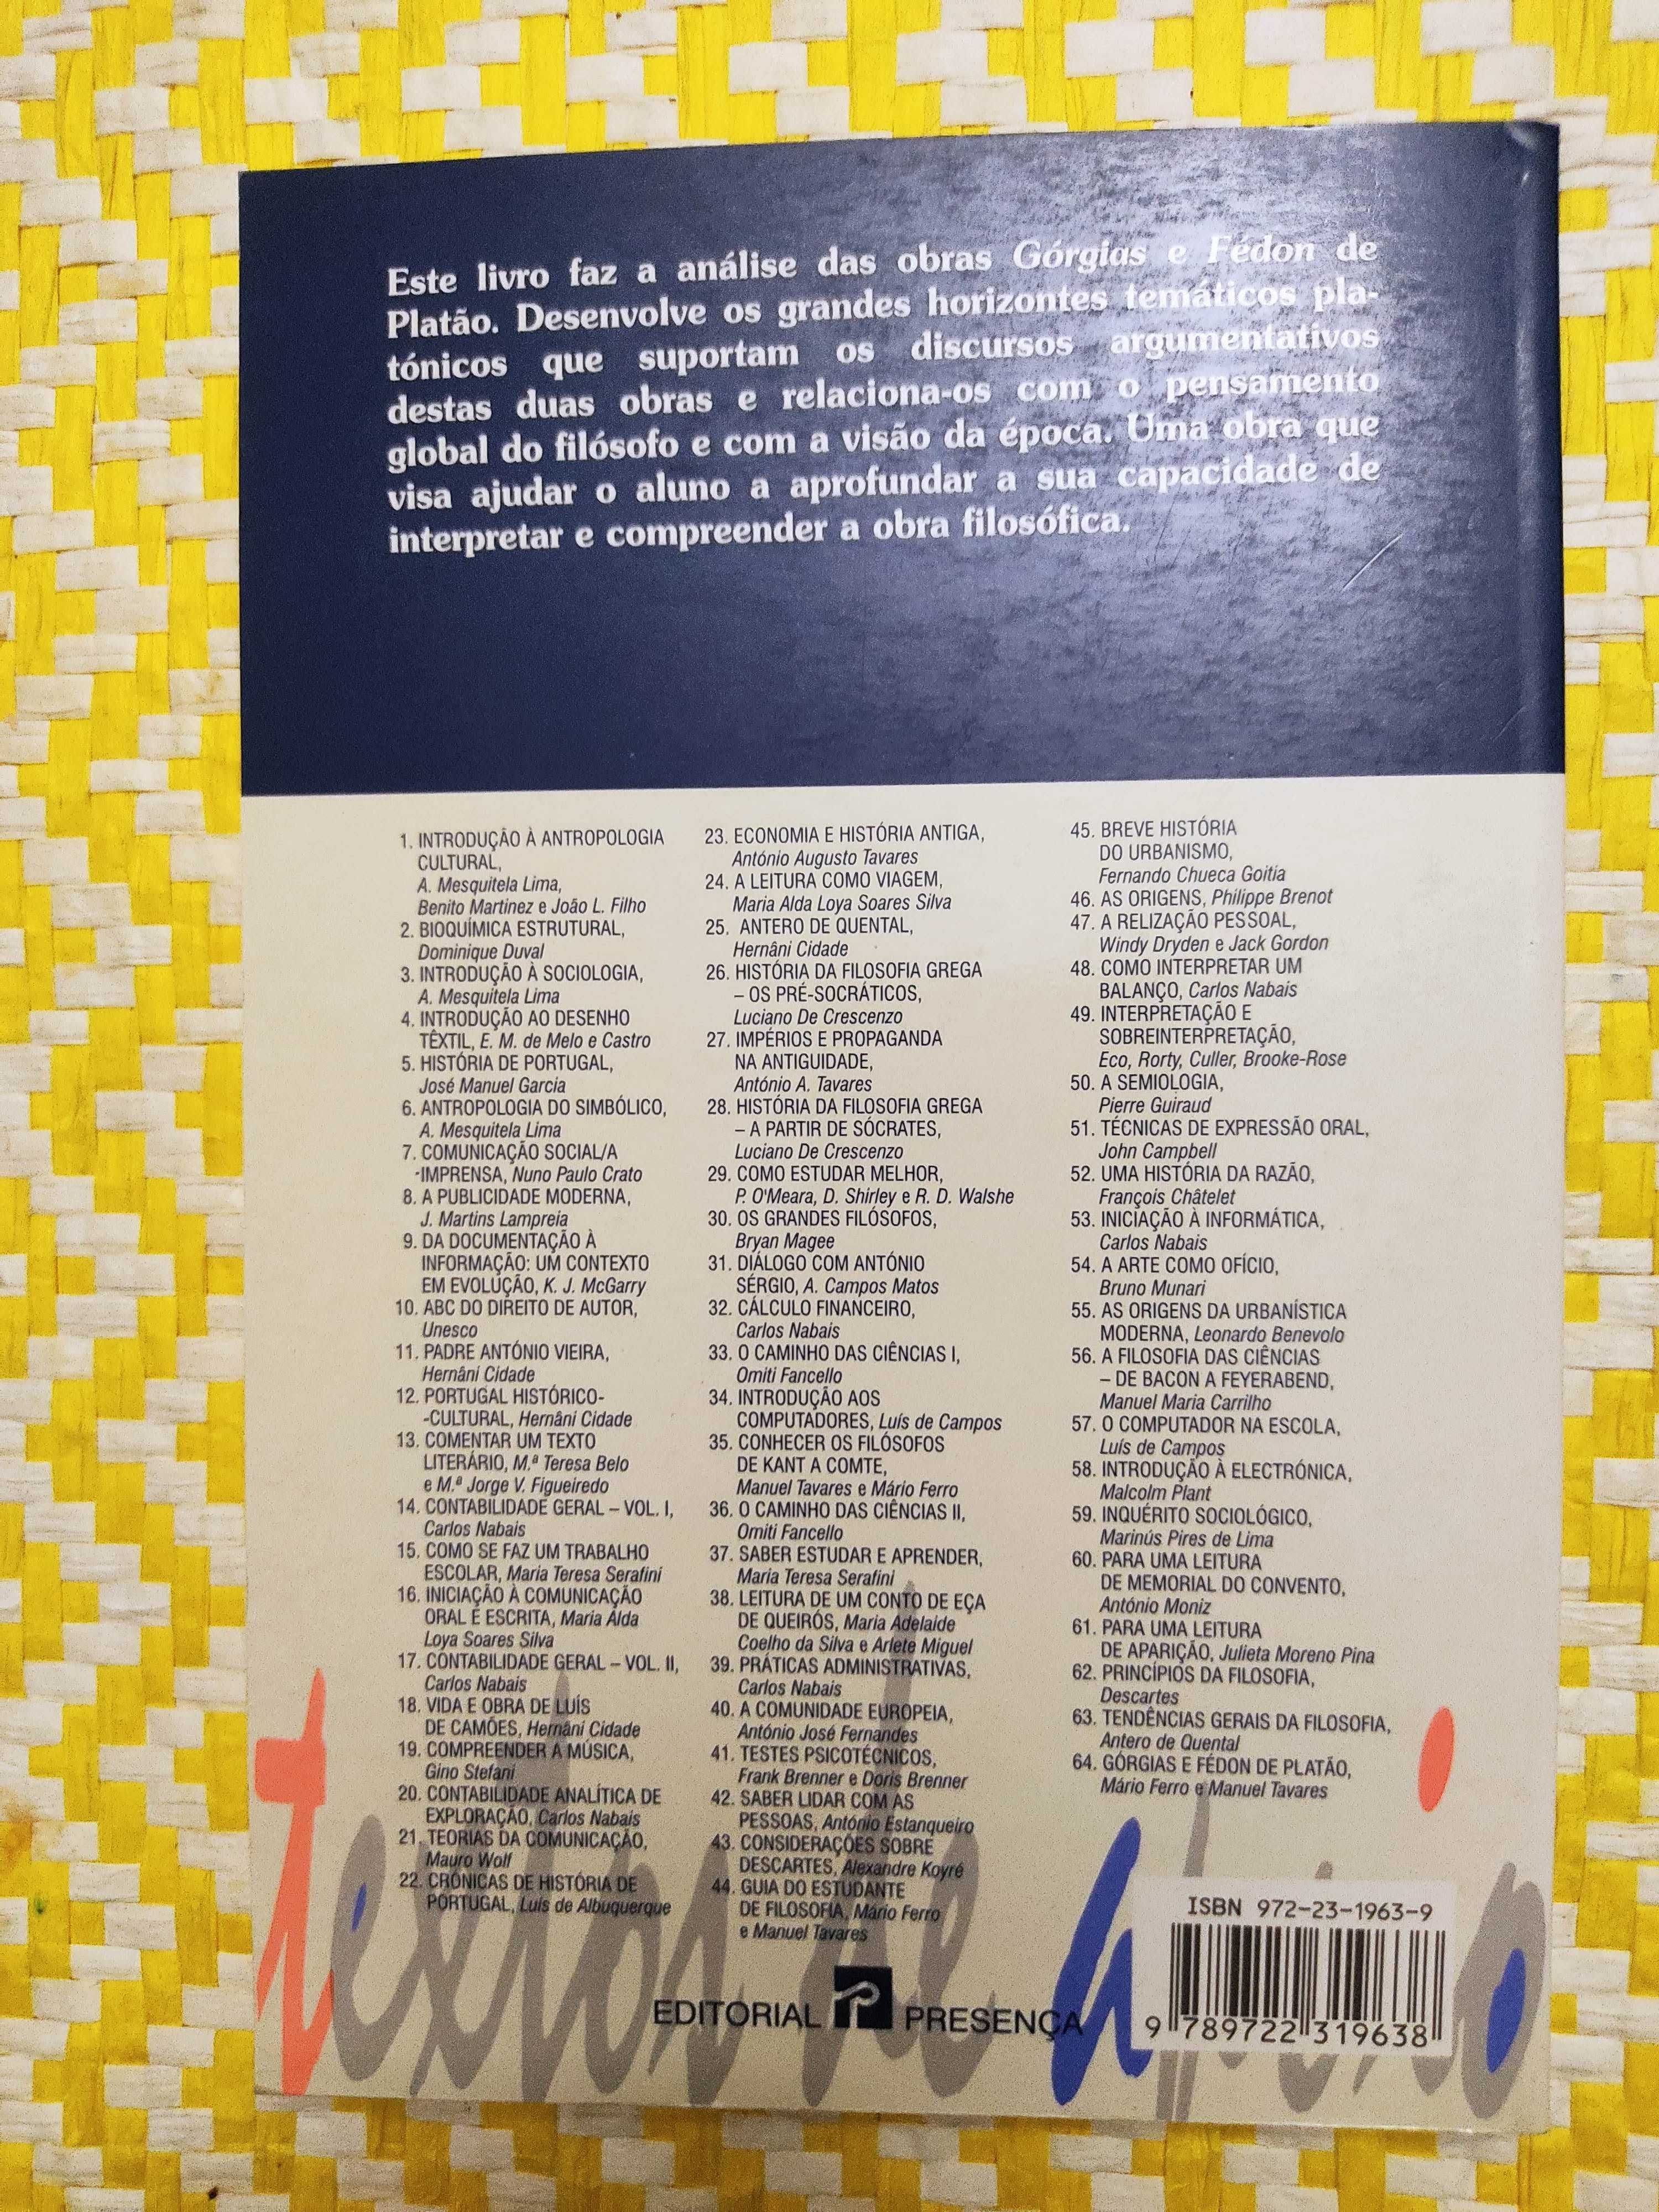 Este livro faz a análise das obras Górgias e Fédon de
Platão. Desenvolve os grandes horizontes temáticos pla-
tónicos que suportam os discursos argumentativos
destas duas obras e relaciona-os com o pensamento
global do filósofo e com a visão da época. Uma obra que
visa ajudar o aluno a aprofundar a sua capacidade de
interpretar e compreender a obra filosófica.
1. INTRODUÇÂO À ANTROPOLOGIA
CULTURAL,
A. Mesquitela Lima,
Benito Martinez e João L. Filho
2. BIOQUÍMICA ESTRUTURAL,
Dominique Duval
3. INTRODUÇÃO À SOCIOLOGIA,
A. Mesquitela Lima
4. INTRODUÇÃO AO DESENHO
TÊXTIL, E. M. de Melo e Castro
5. HISTÓRIA DE PORTUGAL,
José Manuel Garcia
6. ANTROPOLOGIA DO SIMBÓLICO,
A. Mesquitela Lima
7. COMUNICAÇÃO SOCIAL/A
-IMPRENSA, Nuno Paulo Crato
8. A PUBLICIDADE MODERNA,
J. Martins Lampreia
9. DA DOCUMENTAÇÃO À
INFORMAÇÃO: UM CONTEXTO
EM EVOLUÇÃO, K. J. McGarry
10. ABC DO DIREITO DE AUTOR,
Unesco
11. PADRE ANTÓNIO VIEIRA,
Hernâni Cidade
12. PORTUGAL HISTÓRICO-
-CULTURAL, Hernâni Cidade
13. COMENTAR UM TEXTO
LITERÁRIO, M.ª Teresa Belo
e M.ª Jorge V. Figueiredo
14. CONTABILIDADE GERAL – VOL. I,
Carlos Nabais
15. COMO SE FAZ UM TRABALHO
ESCOLAR, Maria Teresa Serafini
16. INICIAÇÃO À COMUNICAÇÃO
ORAL E ESCRITA, Maria Alda
Loya Soares Silva
17. CONTABILIDADE GERAL – VOL. II,
Carlos Nabais
18. VIDA E OBRA DE LUÍS
DE CAMÕES, Hernâni Cidade
19. COMPREENDER A MÚSICA,
Gino Stefani
20. CONTABILIDADE ANALÍTICA DE
EXPLORAÇÃO, Carlos Nabais
21. TEORIAS DA COMUNICAÇÃO,
Mauro Wolf
22. CRÓNICAS DE HISTÓRIA DE
PORTUGAL, Luís de Albuquerque
23. ECONOMIA E HISTÓRIA ANTIGA,
António Augusto Tavares
24. A LEITURA COMO VIAGEM,
Maria Alda Loya Soares Silva
25. ANTERO DE QUENTAL,
Hernâni Cidade
26. HISTÓRIA DA FILOSOFIA GREGA
– OS PRÉ-SOCRÁTICOS,
Luciano De Crescenzo
27. IMPÉRIOS E PROPAGANDA
NA ANTIGUIDADE,
António A. Tavares
28. HISTÓRIA DA FILOSOFIA GREGA
– A PARTIR DE SÓCRATES,
Luciano De Crescenzo
29. COMO ESTUDAR MELHOR,
P. O'Meara, D. Shirley e R. D. Walshe
30. OS GRANDES FILÓSOFOS,
Bryan Magee
31. DIÁLOGO COM ANTÓNIO
SÉRGIO, A. Campos Matos
32. CÁLCULO FINANCEIRO,
Carlos Nabais
33. O CAMINHO DAS CIÊNCIAS I,
Omiti Fancello
34. INTRODUÇÃO AOS
COMPUTADORES, Luís de Campos
35. CONHECER OS FILÓSOFOS
DE KANT A COMTE,
Manuel Tavares e Mário Ferro
36. O CAMINHO DAS CIÊNCIAS II,
Omiti Fancello
37. SABER ESTUDAR E APRENDER,
Maria Teresa Serafini
38. LEITURA DE UM CONTO DE EÇA
DE QUEIRÓS, Maria Adelaide
Coelho da Silva e Arlete Miguel
39. PRÁTICAS ADMINISTRATIVAS,
Carlos Nabais
40. A COMUNIDADE EUROPEIA,
António José Fernandes
41. TESTES PSICOTÉCNICOS,
Frank Brenner e Doris Brenner
42. SABER LIDAR COM AS
PESSOAS, António Estanqueiro
43. CONSIDERAÇÕES SOBRE
DESCARTES, Alexandre Koyré
44. GUIA DO ESTUDANTE
DE FILOSOFIA, Mário Ferro
e Manuel Tavares
45. BREVE HISTÓRIA
DO URBANISMO,
Fernando Chueca Goitia
46. AS ORIGENS, Philippe Brenot
47. A RELIZAÇÃO PESSOAL,
Windy Dryden e Jack Gordon
48. COMO INTERPRETAR UM
BALANÇO, Carlos Nabais
49. INTERPRETAÇÃO E
SOBREINTERPRETAÇÃO,
Eco, Rorty, Culler, Brooke-Rose
50. A SEMIOLOGIA,
Pierre Guiraud
51. TÉCNICAS DE EXPRESSÃO ORAL,
John Campbell
52. UMA HISTÓRIA DA RAZÃO,
François Châtelet
53. INICIAÇÃO À INFORMÁTICA,
Carlos Nabais
54. A ARTE COMO OFÍCIO,
Bruno Munari
55. AS ORIGENS DA URBANÍSTICA
MODERNA, Leonardo Benevolo
56. A FILOSOFIA DAS CIÊNCIAS
– DE BACON A FEYERABEND,
Manuel Maria Carrilho
57. O COMPUTADOR NA ESCOLA,
Luís de Campos
58. INTRODUÇÃO À ELECTRÓNICA,
Malcolm Plant
59. INQUÉRITO SOCIOLÓGICO,
Marinús Pires de Lima
60. PARA UMA LEITURA
DE MEMORIAL DO CONVENTO,
António Moniz
61. PARA UMA LEITURA
DE APARIÇÃO, Julieta Moreno Pina
62. PRINCÍPIOS DA FILOSOFIA,
Descartes
63. TENDÊNCIAS GERAIS DA FILOSOFIA,
Antero de Quental
64. GÓRGIAS E FÉDON DE PLATÃO,
Mário Ferro e Manuel Tavares
textos de apoio
EDITORIAL PRESENÇA
ISBN 972-23-1963-9
9 789722 319638